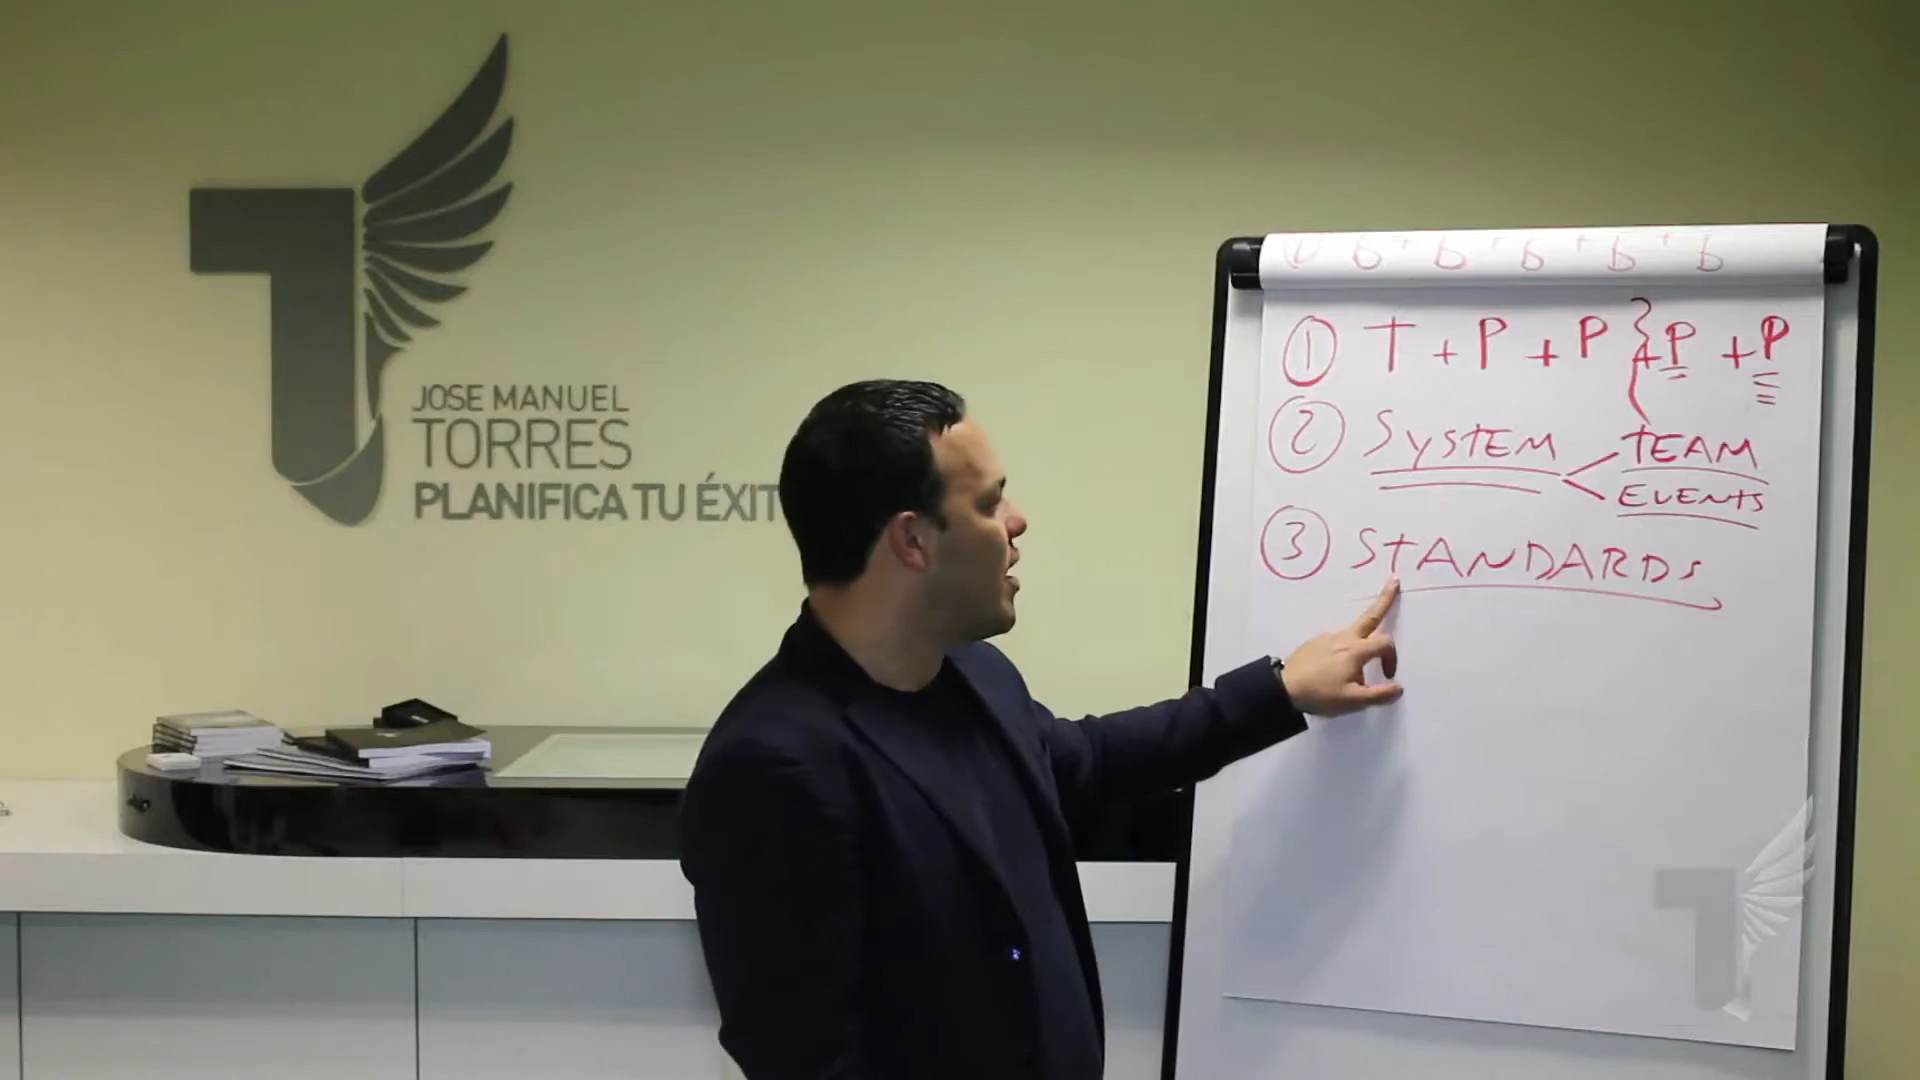 JOSE MANUEL
TORRES
PLANIFICA TU ÉXIT
1 T + P + P } + P + P
2 SYSTEM < TEAM
EVENTS
3 STANDARDS